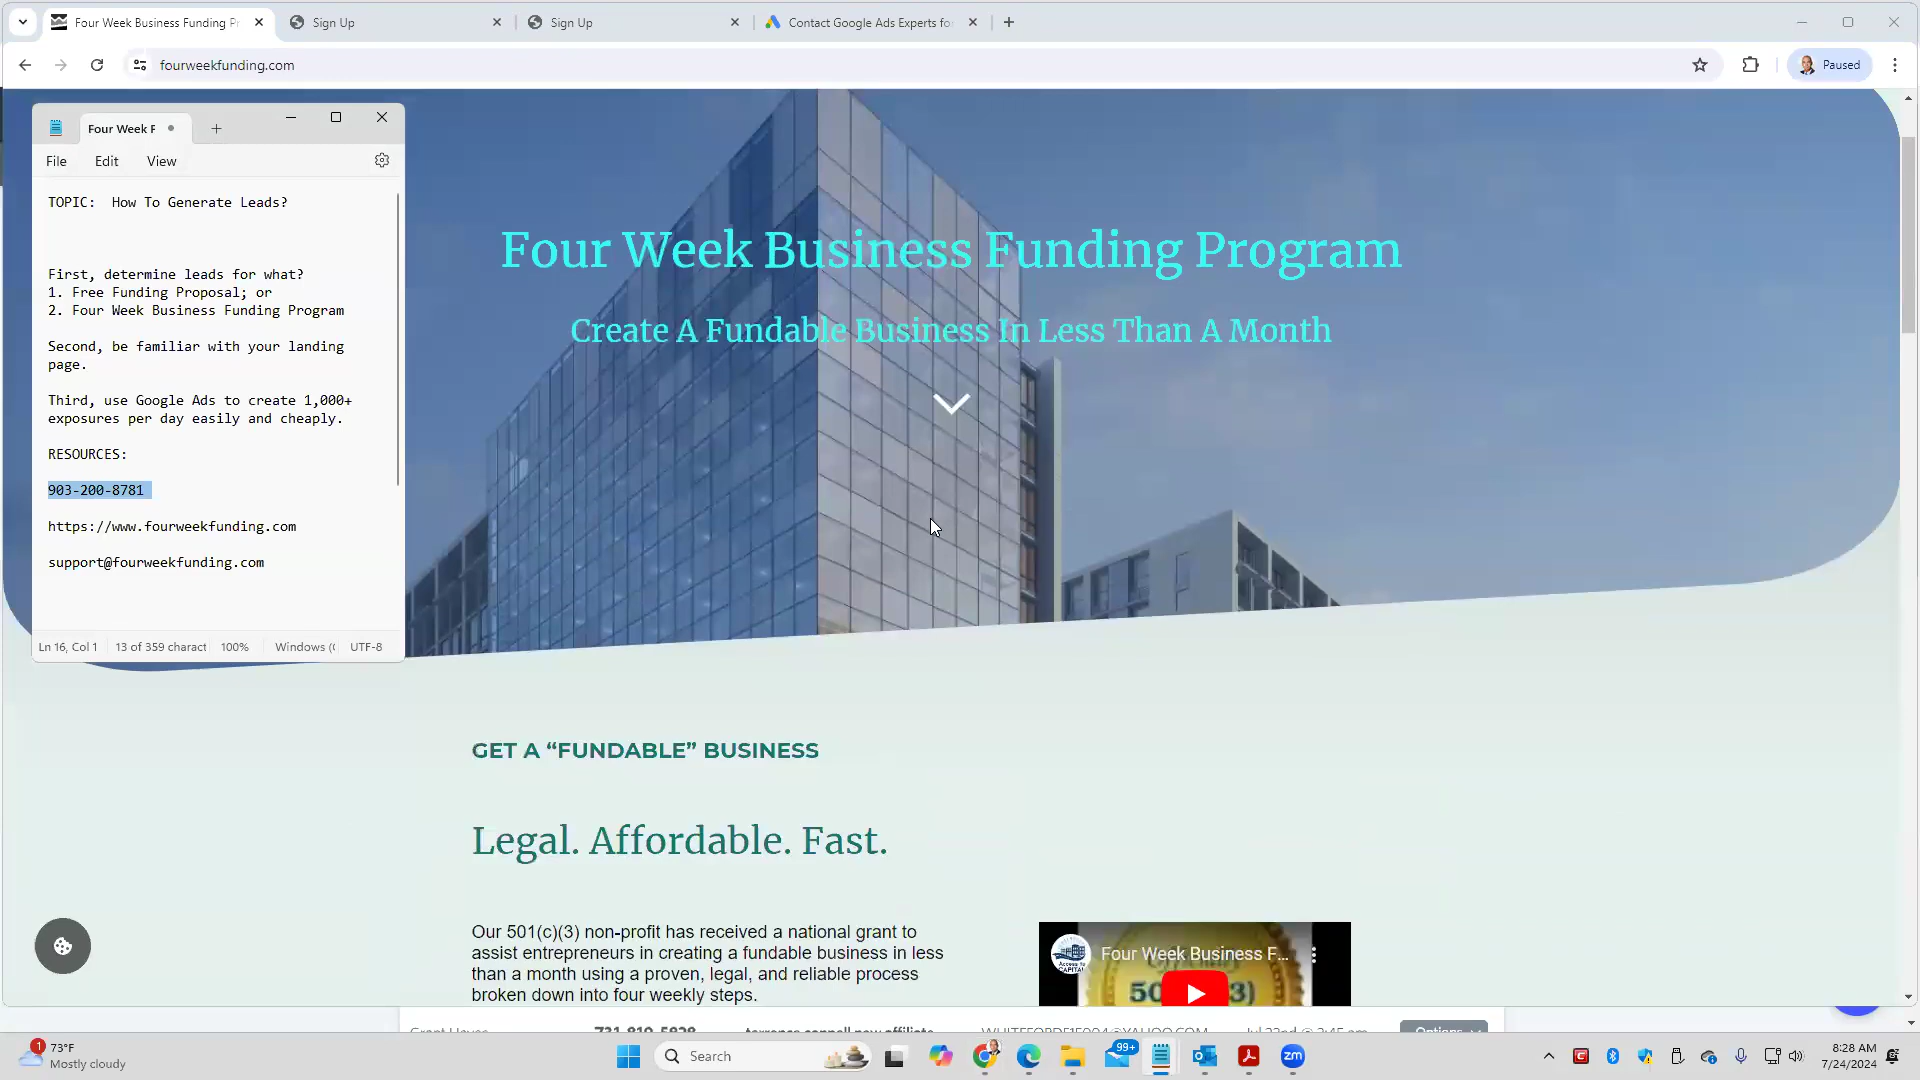 Four Week Business Funding Pr
Sign Up
Sign Up
Contact Google Ads Experts for
fourweekfunding.com
Paused
Four Week F
File Edit View
TOPIC:  How To Generate Leads?
First, determine leads for what?
1. Free Funding Proposal; or
2. Four Week Business Funding Program
Second, be familiar with your landing
page.
Third, use Google Ads to create 1,000+
exposures per day easily and cheaply.
RESOURCES:
903-200-8781
https://www.fourweekfunding.com
support@fourweekfunding.com
Ln 16, Col 1 13 of 359 charact 100% Windows (C UTF-8
Four Week Business Funding Program
Create A Fundable Business In Less Than A Month
GET A “FUNDABLE” BUSINESS
Legal. Affordable. Fast.
Our 501(c)(3) non-profit has received a national grant to
assist entrepreneurs in creating a fundable business in less
than a month using a proven, legal, and reliable process
broken down into four weekly steps.
Four Week Business F...
1
73°F
Mostly cloudy
Search
99+
zm
8:28 AM
7/24/2024